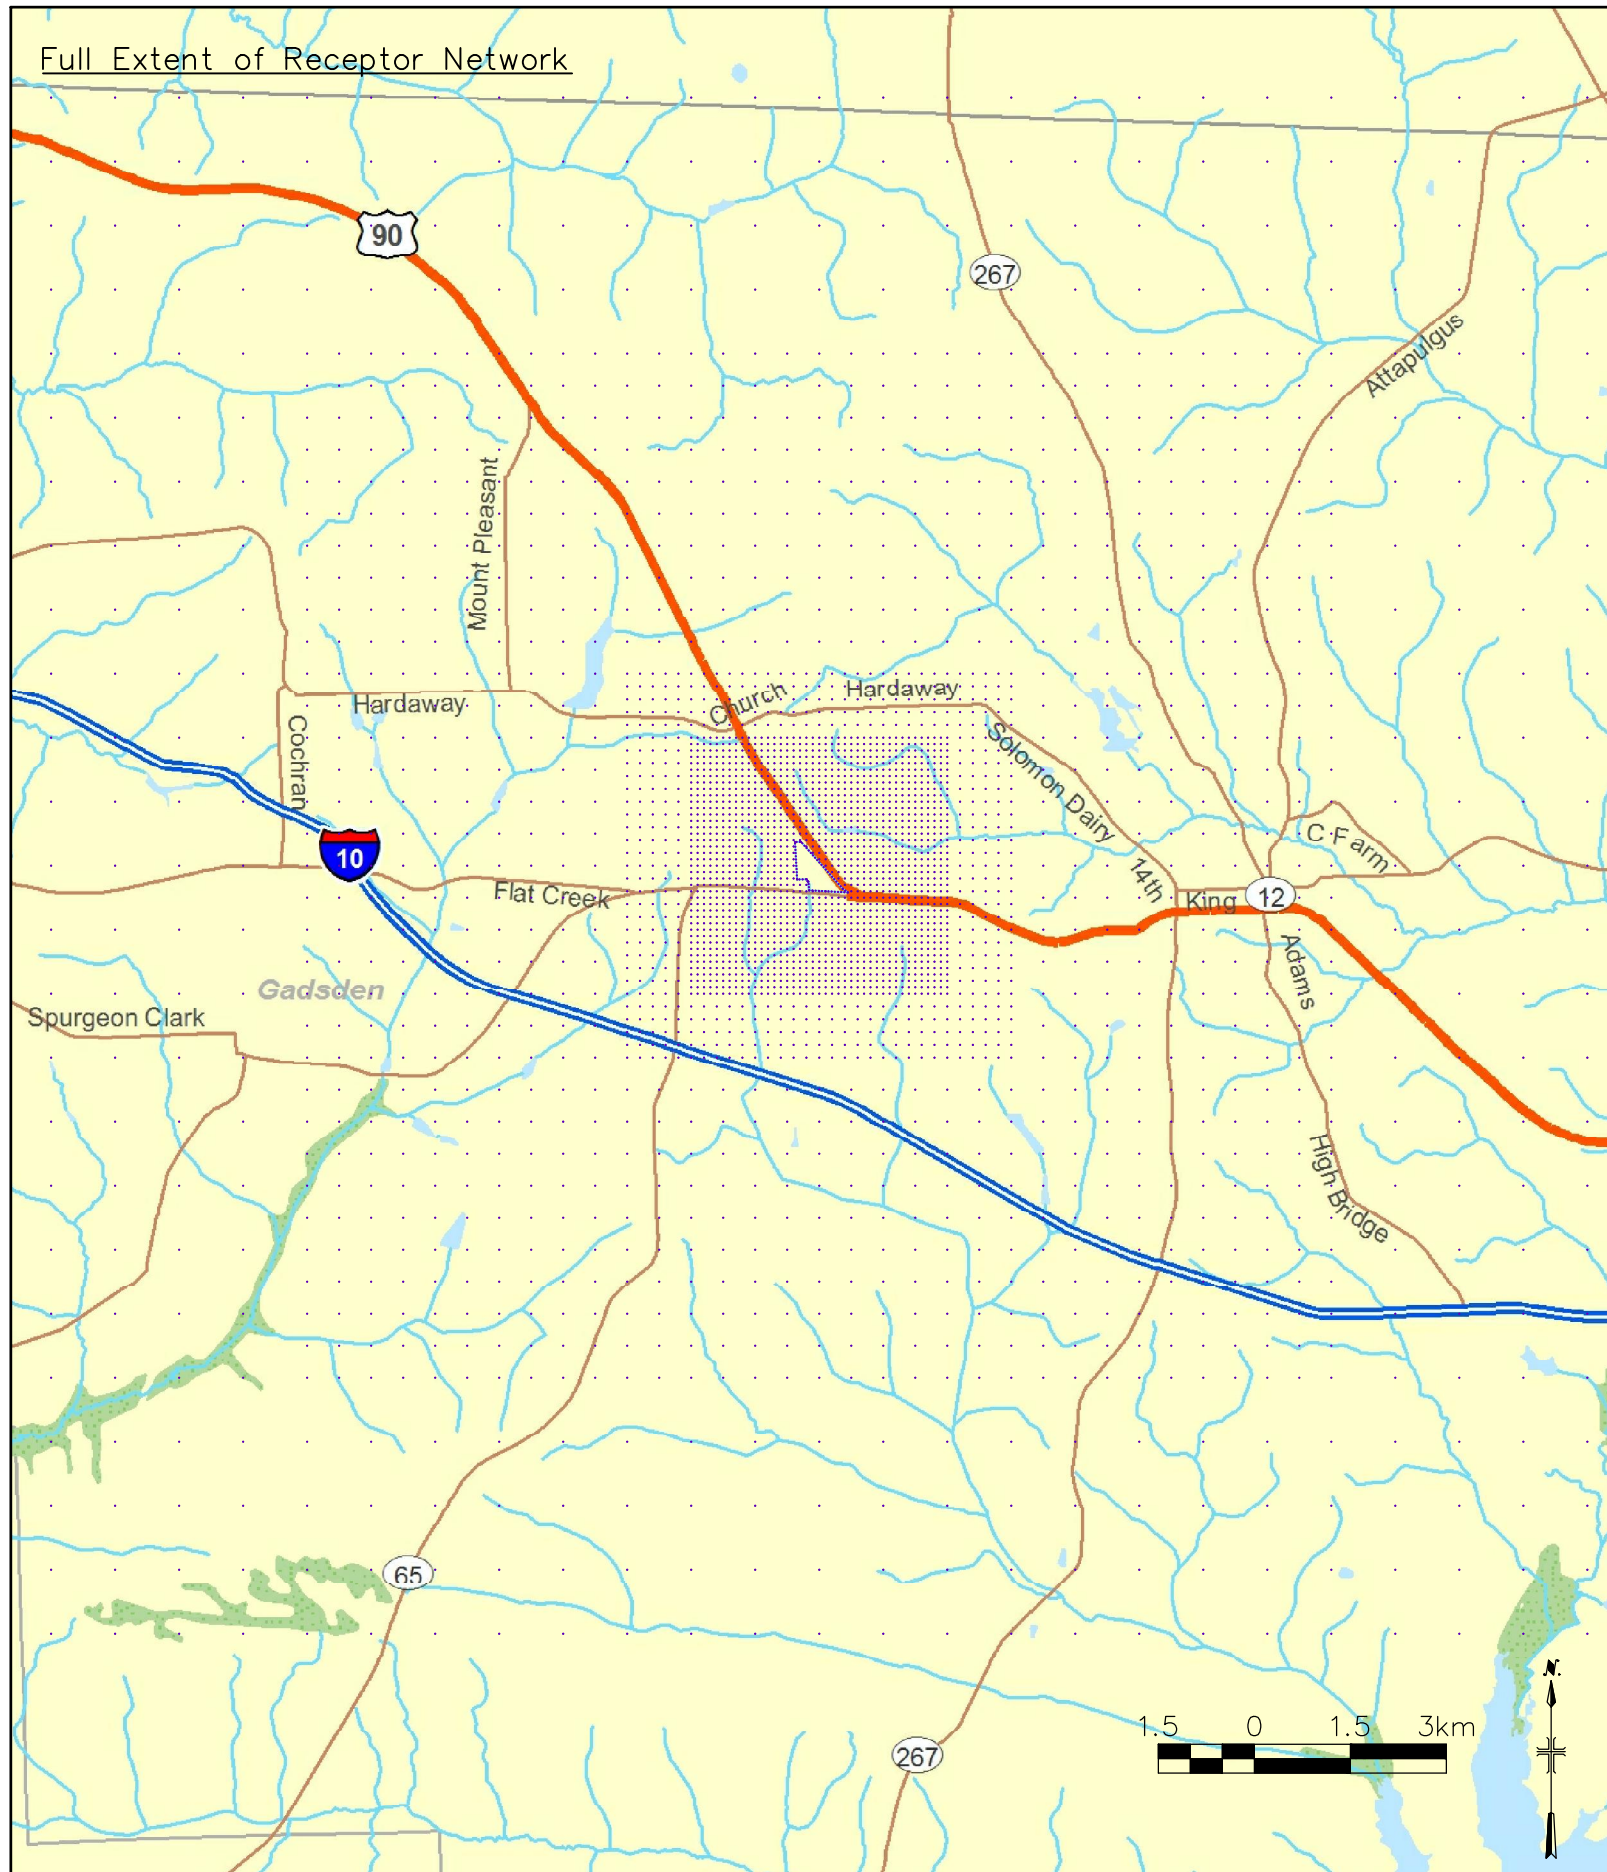 Full Extent of Receptor Network
90
267
Attapulgus
Mount Pleasant
Hardaway
Church
Hardaway
Cochran
Solomon Dairy
10
C Farm
14th
Flat Creek
King
12
Adams
Gadsden
Spurgeon Clark
High Bridge
65
N.
1.5 0 1.5 3km
267